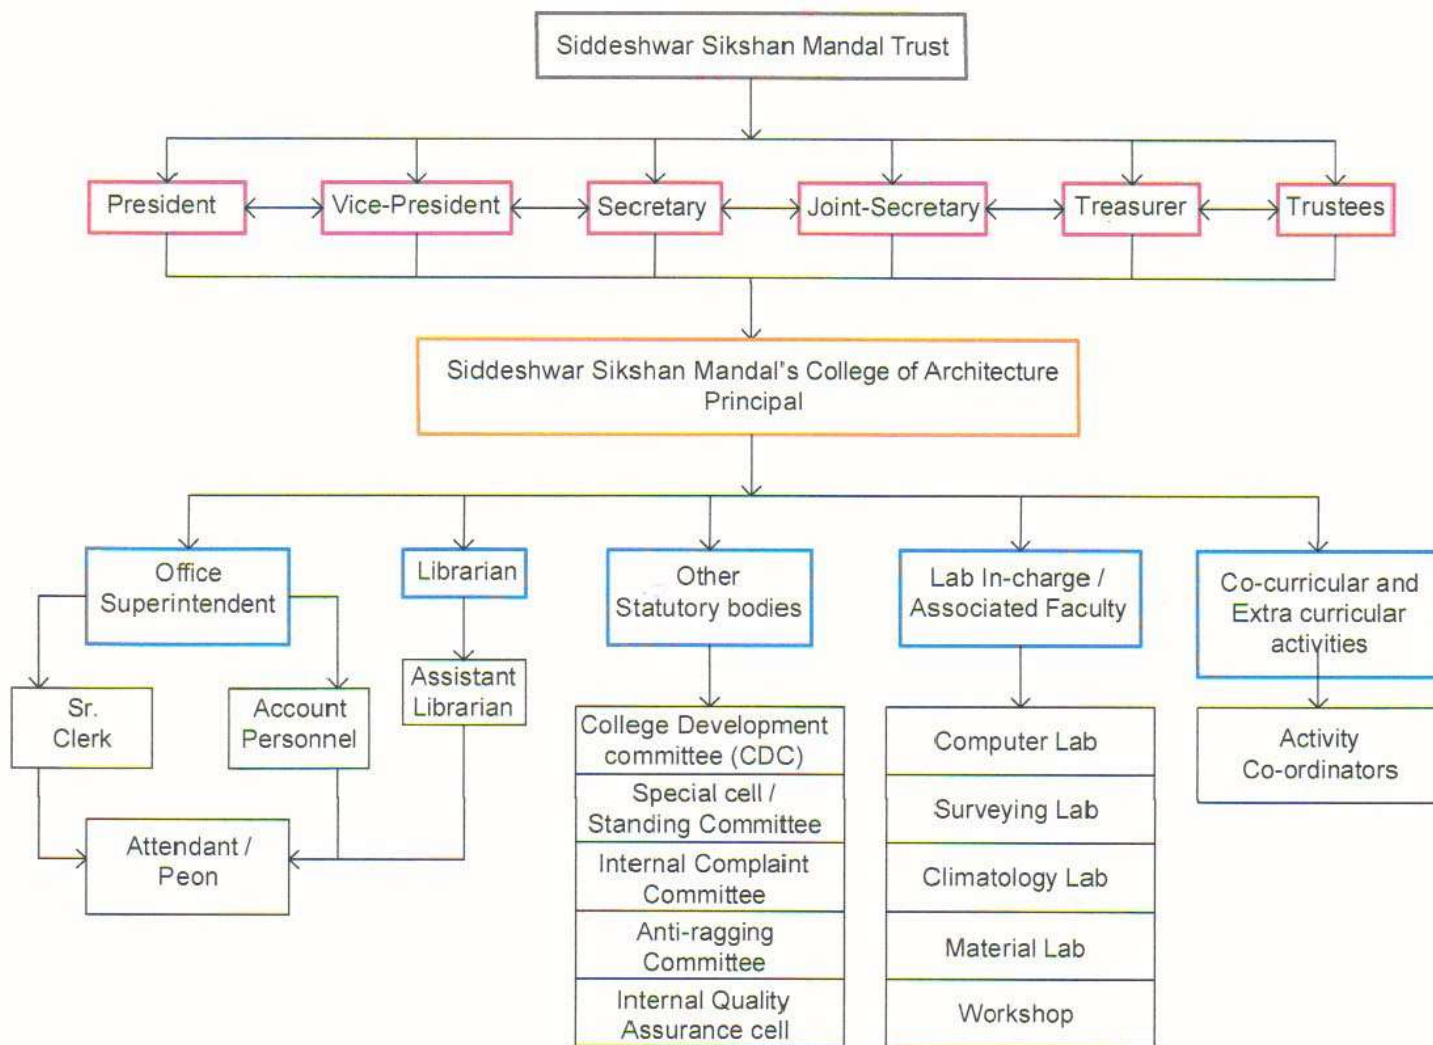 Siddeshwar Sikshan Mandal Trust
President
Vice-President
Secretary
Joint-Secretary
Treasurer
Trustees
Siddeshwar Sikshan Mandal's College of Architecture
Principal
Office
Superintendent
Librarian
Other
Statutory bodies
Lab In-charge /
Associated Faculty
Co-curricular and
Extra curricular
activities
Sr.
Clerk
Account
Personnel
Assistant
Librarian
Attendant /
Peon
College Development
committee (CDC)
Special cell /
Standing Committee
Internal Complaint
Committee
Anti-ragging
Committee
Internal Quality
Assurance cell
Computer Lab
Surveying Lab
Climatology Lab
Material Lab
Workshop
Activity
Co-ordinators